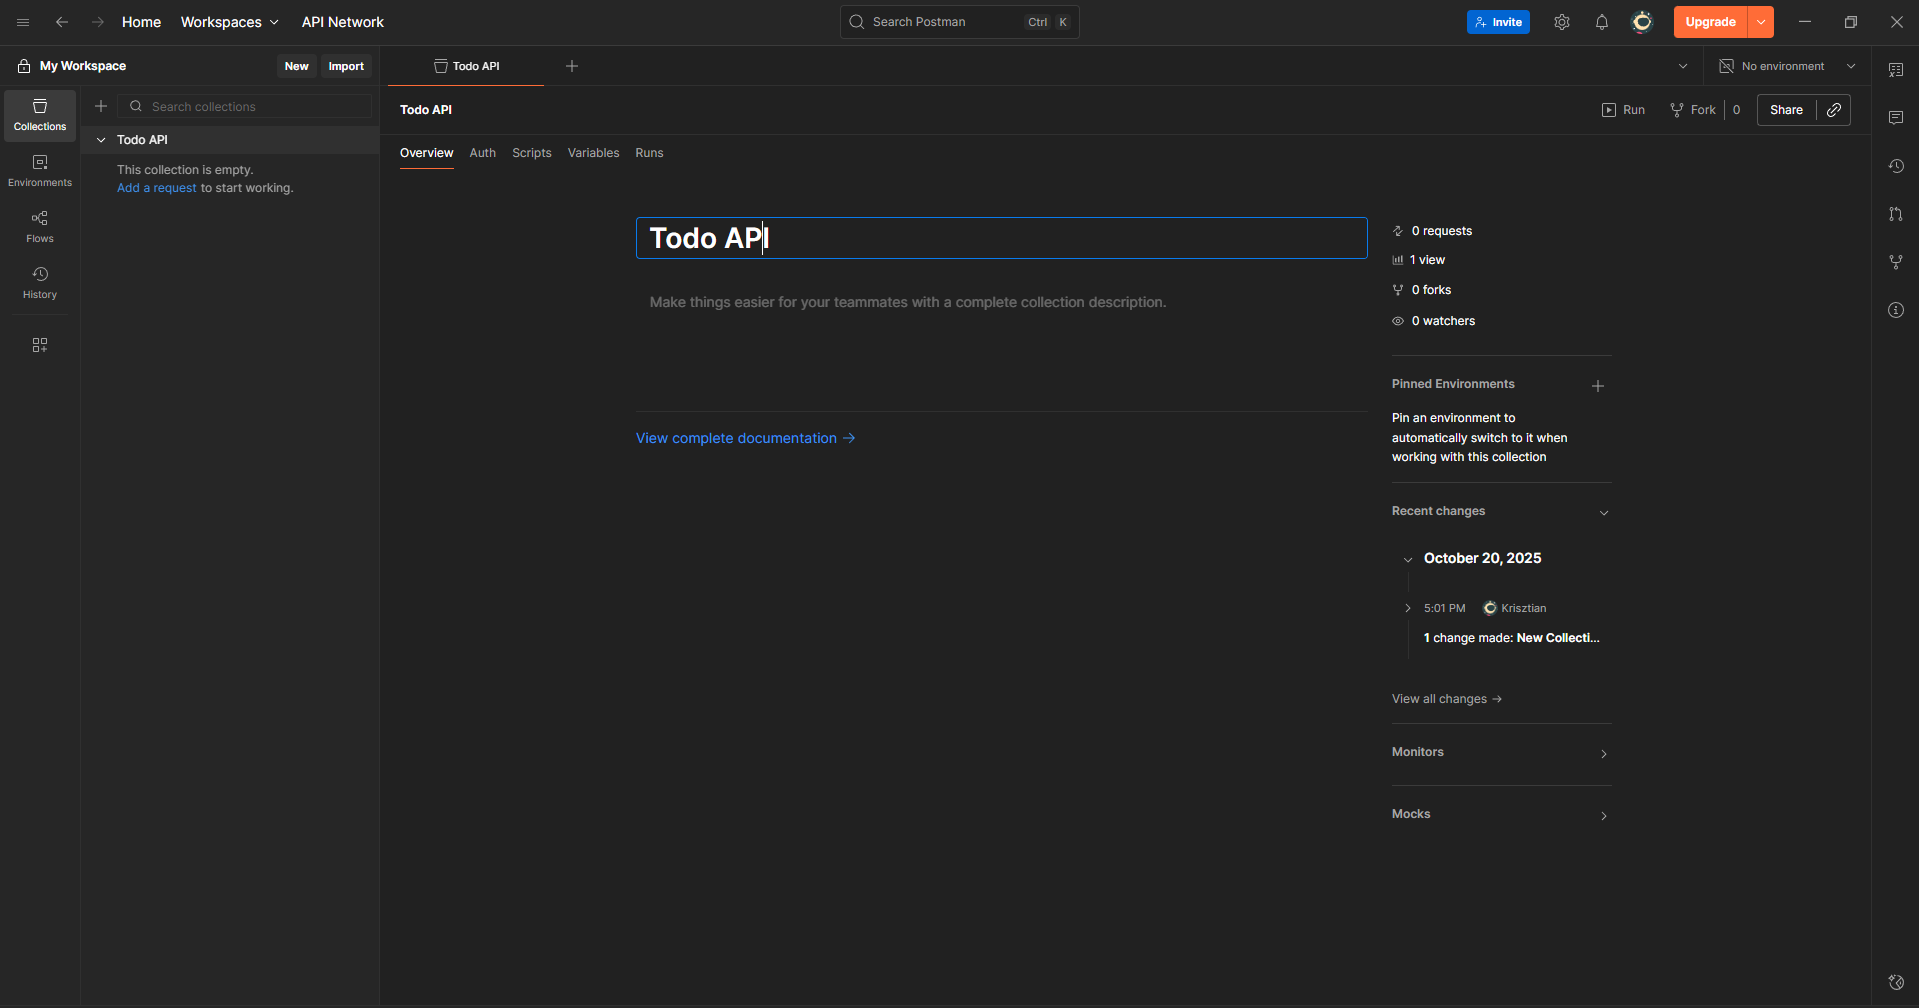 Home
Workspaces
API Network
Search Postman
Ctrl K
Invite
Upgrade
My Workspace
New
Import
Todo API
No environment
Collections
Search collections
Todo API
This collection is empty.
Add a request to start working.
Environments
Flows
History
Todo API
Run
Fork 0
Share
Overview
Auth
Scripts
Variables
Runs
Todo API
Make things easier for your teammates with a complete collection description.
View complete documentation →
0 requests
1 view
0 forks
0 watchers
Pinned Environments
Pin an environment to
automatically switch to it when
working with this collection
Recent changes
October 20, 2025
5:01 PM Krisztian
1 change made: New Collecti...
View all changes →
Monitors
Mocks